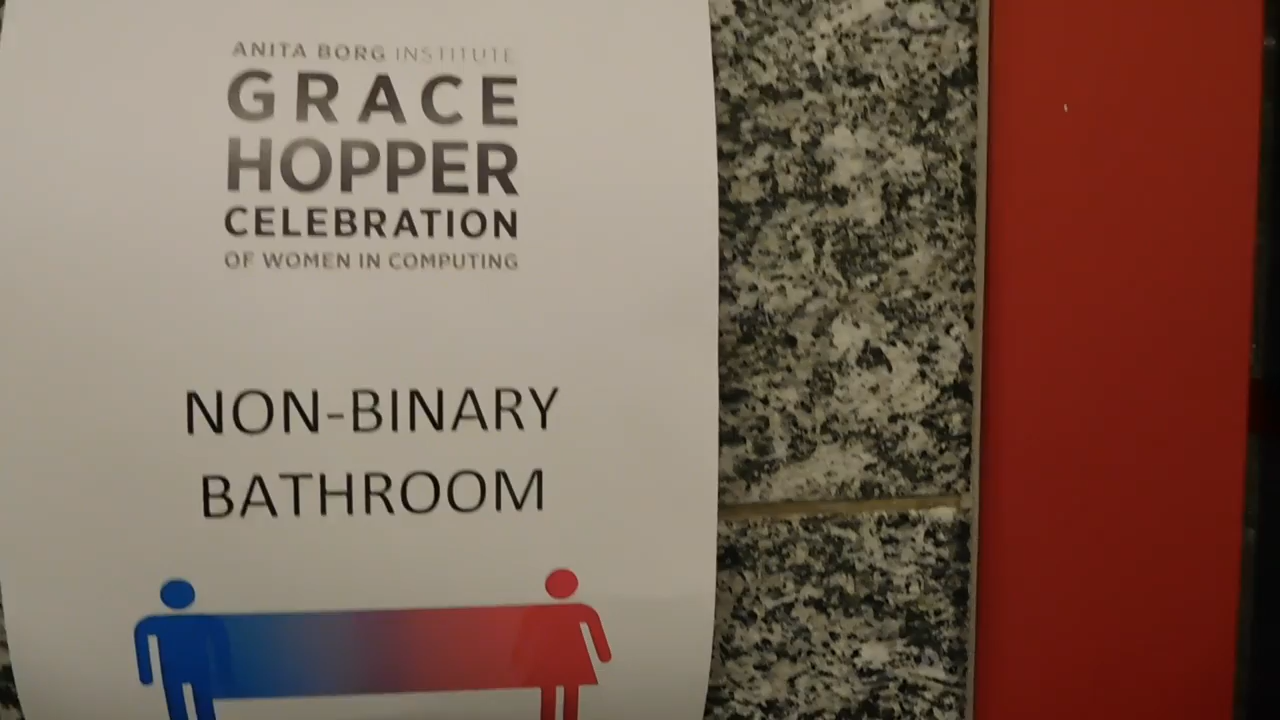 ANITA BORG INSTITUTE
GRACE
HOPPER
CELEBRATION
OF WOMEN IN COMPUTING
NON-BINARY
BATHROOM